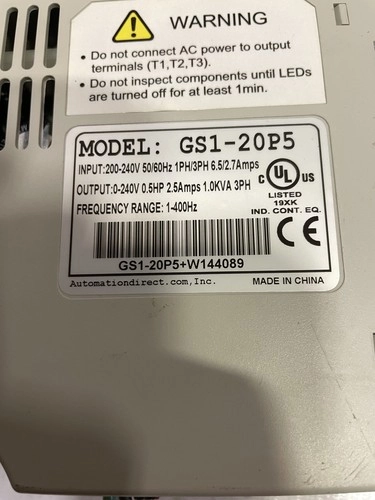 WARNING
• Do not connect AC power to output
terminals (T1,T2,T3).
• Do not inspect components until LEDs
are turned off for at least 1min.
MODEL: GS1-20P5
INPUT:200-240V 50/60Hz 1PH/3PH 6.5/2.7Amps
OUTPUT:0-240V 0.5HP 2.5Amps 1.0KVA 3PH
FREQUENCY RANGE: 1-400Hz
c UL US
LISTED
19XK
IND. CONT. EQ.
CE
GS1-20P5+W144089
Automationdirect.com,Inc.
MADE IN CHINA